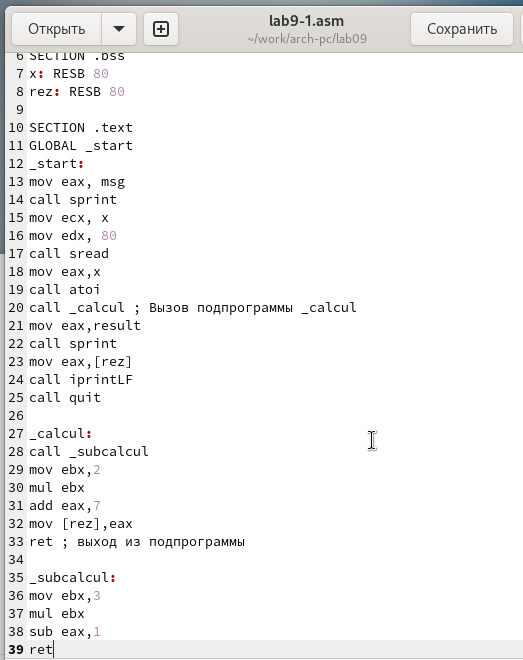 Открыть
lab9-1.asm
~/work/arch-pc/lab09
Сохранить
6 SECTION .bss
7 x: RESB 80
8 rez: RESB 80
9
10 SECTION .text
11 GLOBAL _start
12 _start:
13 mov eax, msg
14 call sprint
15 mov ecx, x
16 mov edx, 80
17 call sread
18 mov eax,x
19 call atoi
20 call _calcul ; Вызов подпрограммы _calcul
21 mov eax,result
22 call sprint
23 mov eax,[rez]
24 call iprintLF
25 call quit
26
27 _calcul:
28 call _subcalcul
29 mov ebx,2
30 mul ebx
31 add eax,7
32 mov [rez],eax
33 ret ; выход из подпрограммы
34
35 _subcalcul:
36 mov ebx,3
37 mul ebx
38 sub eax,1
39 ret